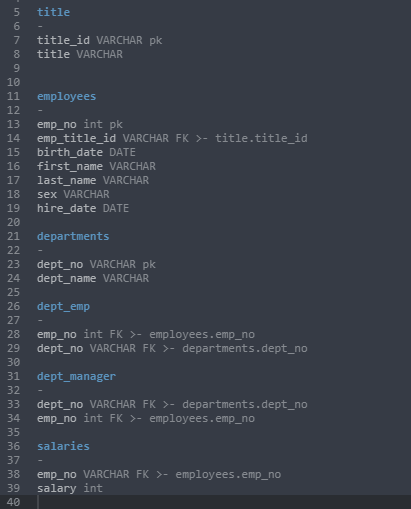 5 title
6 -
7 title_id VARCHAR pk
8 title VARCHAR
9
10
11 employees
12 -
13 emp_no int pk
14 emp_title_id VARCHAR FK >- title.title_id
15 birth_date DATE
16 first_name VARCHAR
17 last_name VARCHAR
18 sex VARCHAR
19 hire_date DATE
20
21 departments
22 -
23 dept_no VARCHAR pk
24 dept_name VARCHAR
25
26 dept_emp
27 -
28 emp_no int FK >- employees.emp_no
29 dept_no VARCHAR FK >- departments.dept_no
30
31 dept_manager
32 -
33 dept_no VARCHAR FK >- departments.dept_no
34 emp_no int FK >- employees.emp_no
35
36 salaries
37 -
38 emp_no VARCHAR FK >- employees.emp_no
39 salary int
40